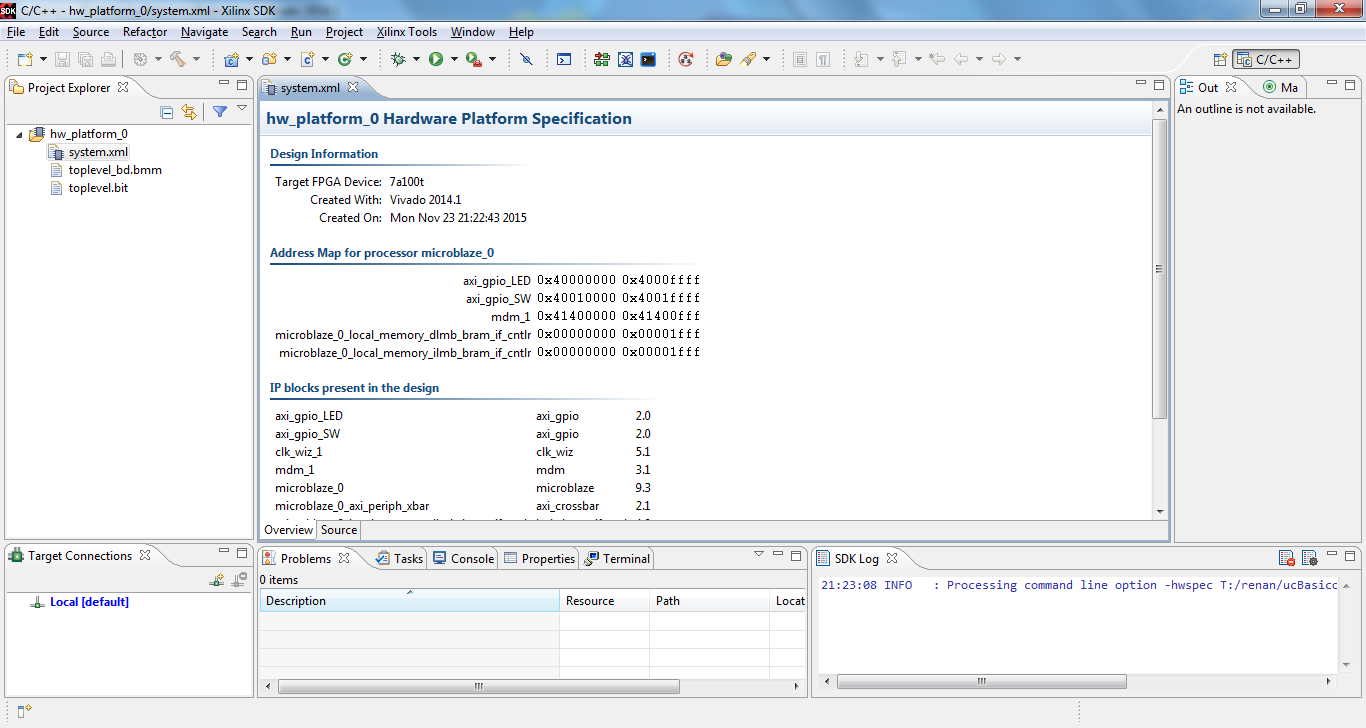 C/C++ - hw_platform_0/system.xml - Xilinx SDK
File Edit Source Refactor Navigate Search Run Project Xilinx Tools Window Help
C/C++
Project Explorer
hw_platform_0
system.xml
toplevel_bd.bmm
toplevel.bit
system.xml
hw_platform_0 Hardware Platform Specification
Design Information
Target FPGA Device: 7a100t
Created With: Vivado 2014.1
Created On: Mon Nov 23 21:22:43 2015
Address Map for processor microblaze_0
axi_gpio_LED 0x40000000 0x4000ffff
axi_gpio_SW 0x40010000 0x4001ffff
mdm_1 0x41400000 0x41400fff
microblaze_0_local_memory_dlmb_bram_if_cntlr 0x00000000 0x00001fff
microblaze_0_local_memory_ilmb_bram_if_cntlr 0x00000000 0x00001fff
IP blocks present in the design
axi_gpio_LED axi_gpio 2.0
axi_gpio_SW axi_gpio 2.0
clk_wiz_1 clk_wiz 5.1
mdm_1 mdm 3.1
microblaze_0 microblaze 9.3
microblaze_0_axi_periph_xbar axi_crossbar 2.1
Overview Source
Out Ma
An outline is not available.
Target Connections
Local [default]
Problems Tasks Console Properties Terminal
0 items
Description Resource Path Locat
SDK Log
21:23:08 INFO : Processing command line option -hwspec T:/renan/ucBasicc